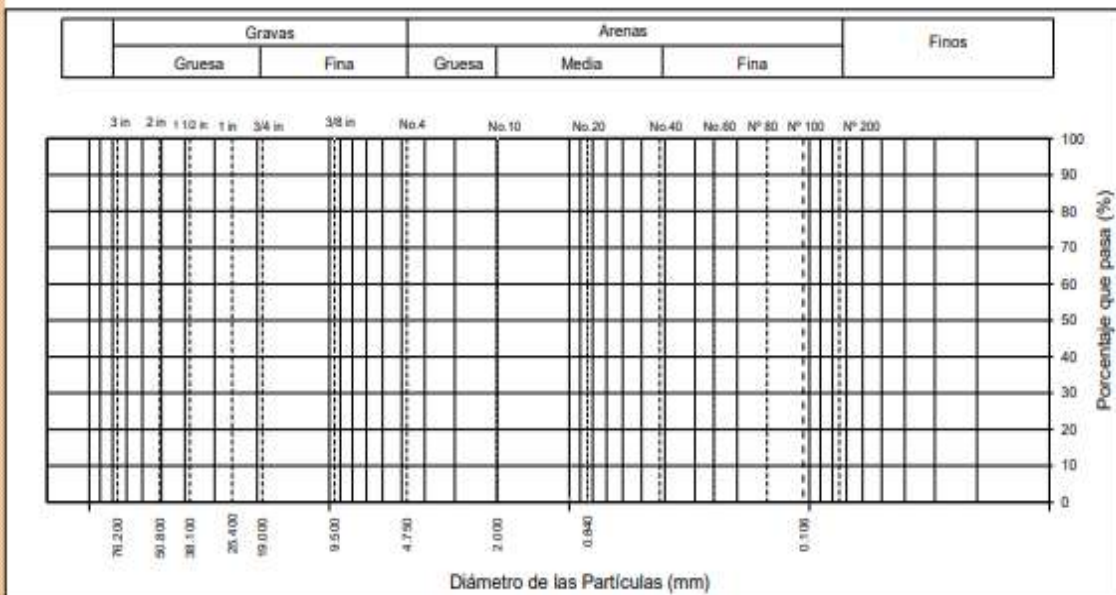 Gravas Arenas Finos
Gruesa Fina Gruesa Media Fina
3 in 2 in 1 1/2 in 1 in 3/4 in 3/8 in No.4 No.10 No.20 No.40 No.60 Nº 80 Nº 100 Nº 200
100
90
80
70
60
50
40
30
20
10
0
Porcentaje que pasa (%)
76.200 50.800 38.100 25.400 19.000 9.500 4.750 2.000 0.840 0.106
Diámetro de las Partículas (mm)